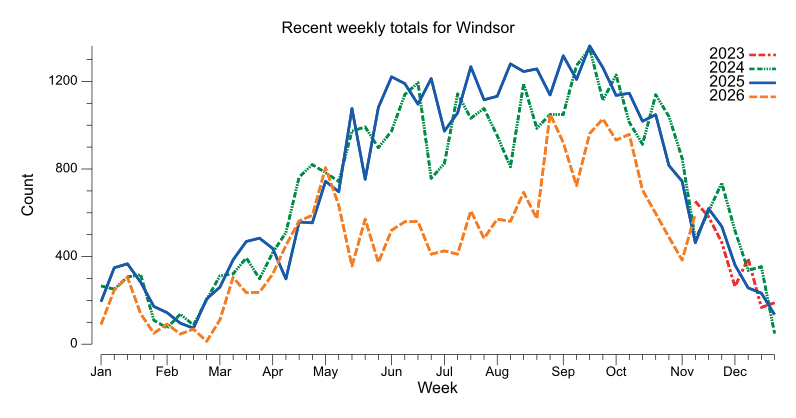 Recent weekly totals for Windsor
2023
2024
2025
2026
1200
800
400
0
Count
Jan Feb Mar Apr May Jun Jul Aug Sep Oct Nov Dec
Week